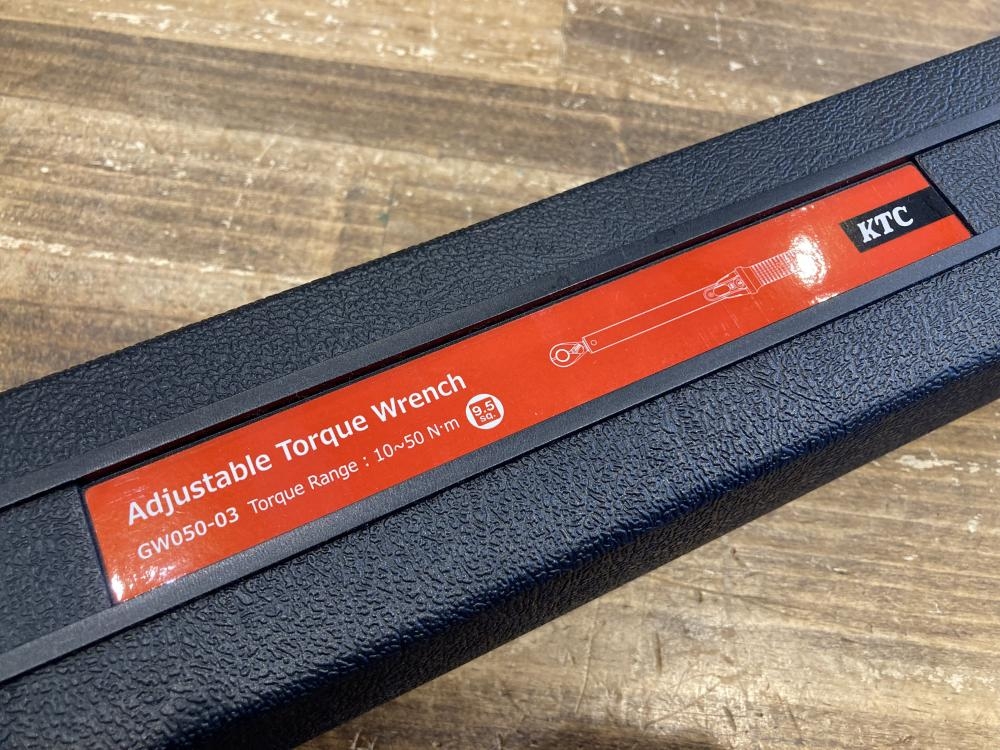 KTC
Adjustable Torque Wrench
GW050-03 Torque Range : 10~50 N·m 9.5 sq.